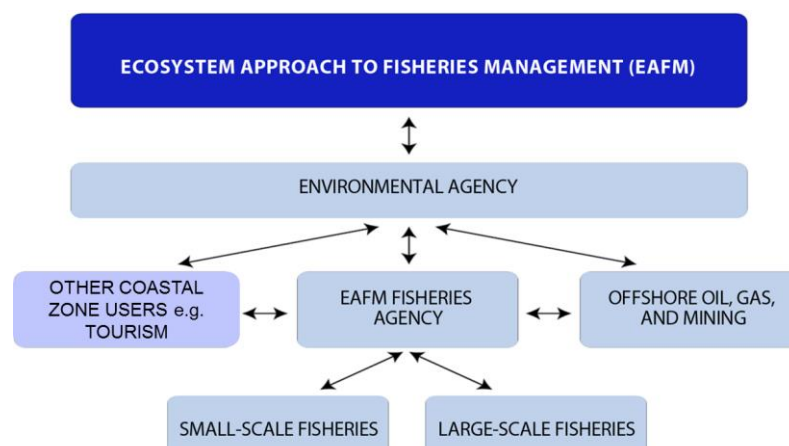 ECOSYSTEM APPROACH TO FISHERIES MANAGEMENT (EAFM)
ENVIRONMENTAL AGENCY
OTHER COASTAL
ZONE USERS e.g.
TOURISM
EAFM FISHERIES
AGENCY
OFFSHORE OIL, GAS,
AND MINING
SMALL-SCALE FISHERIES
LARGE-SCALE FISHERIES